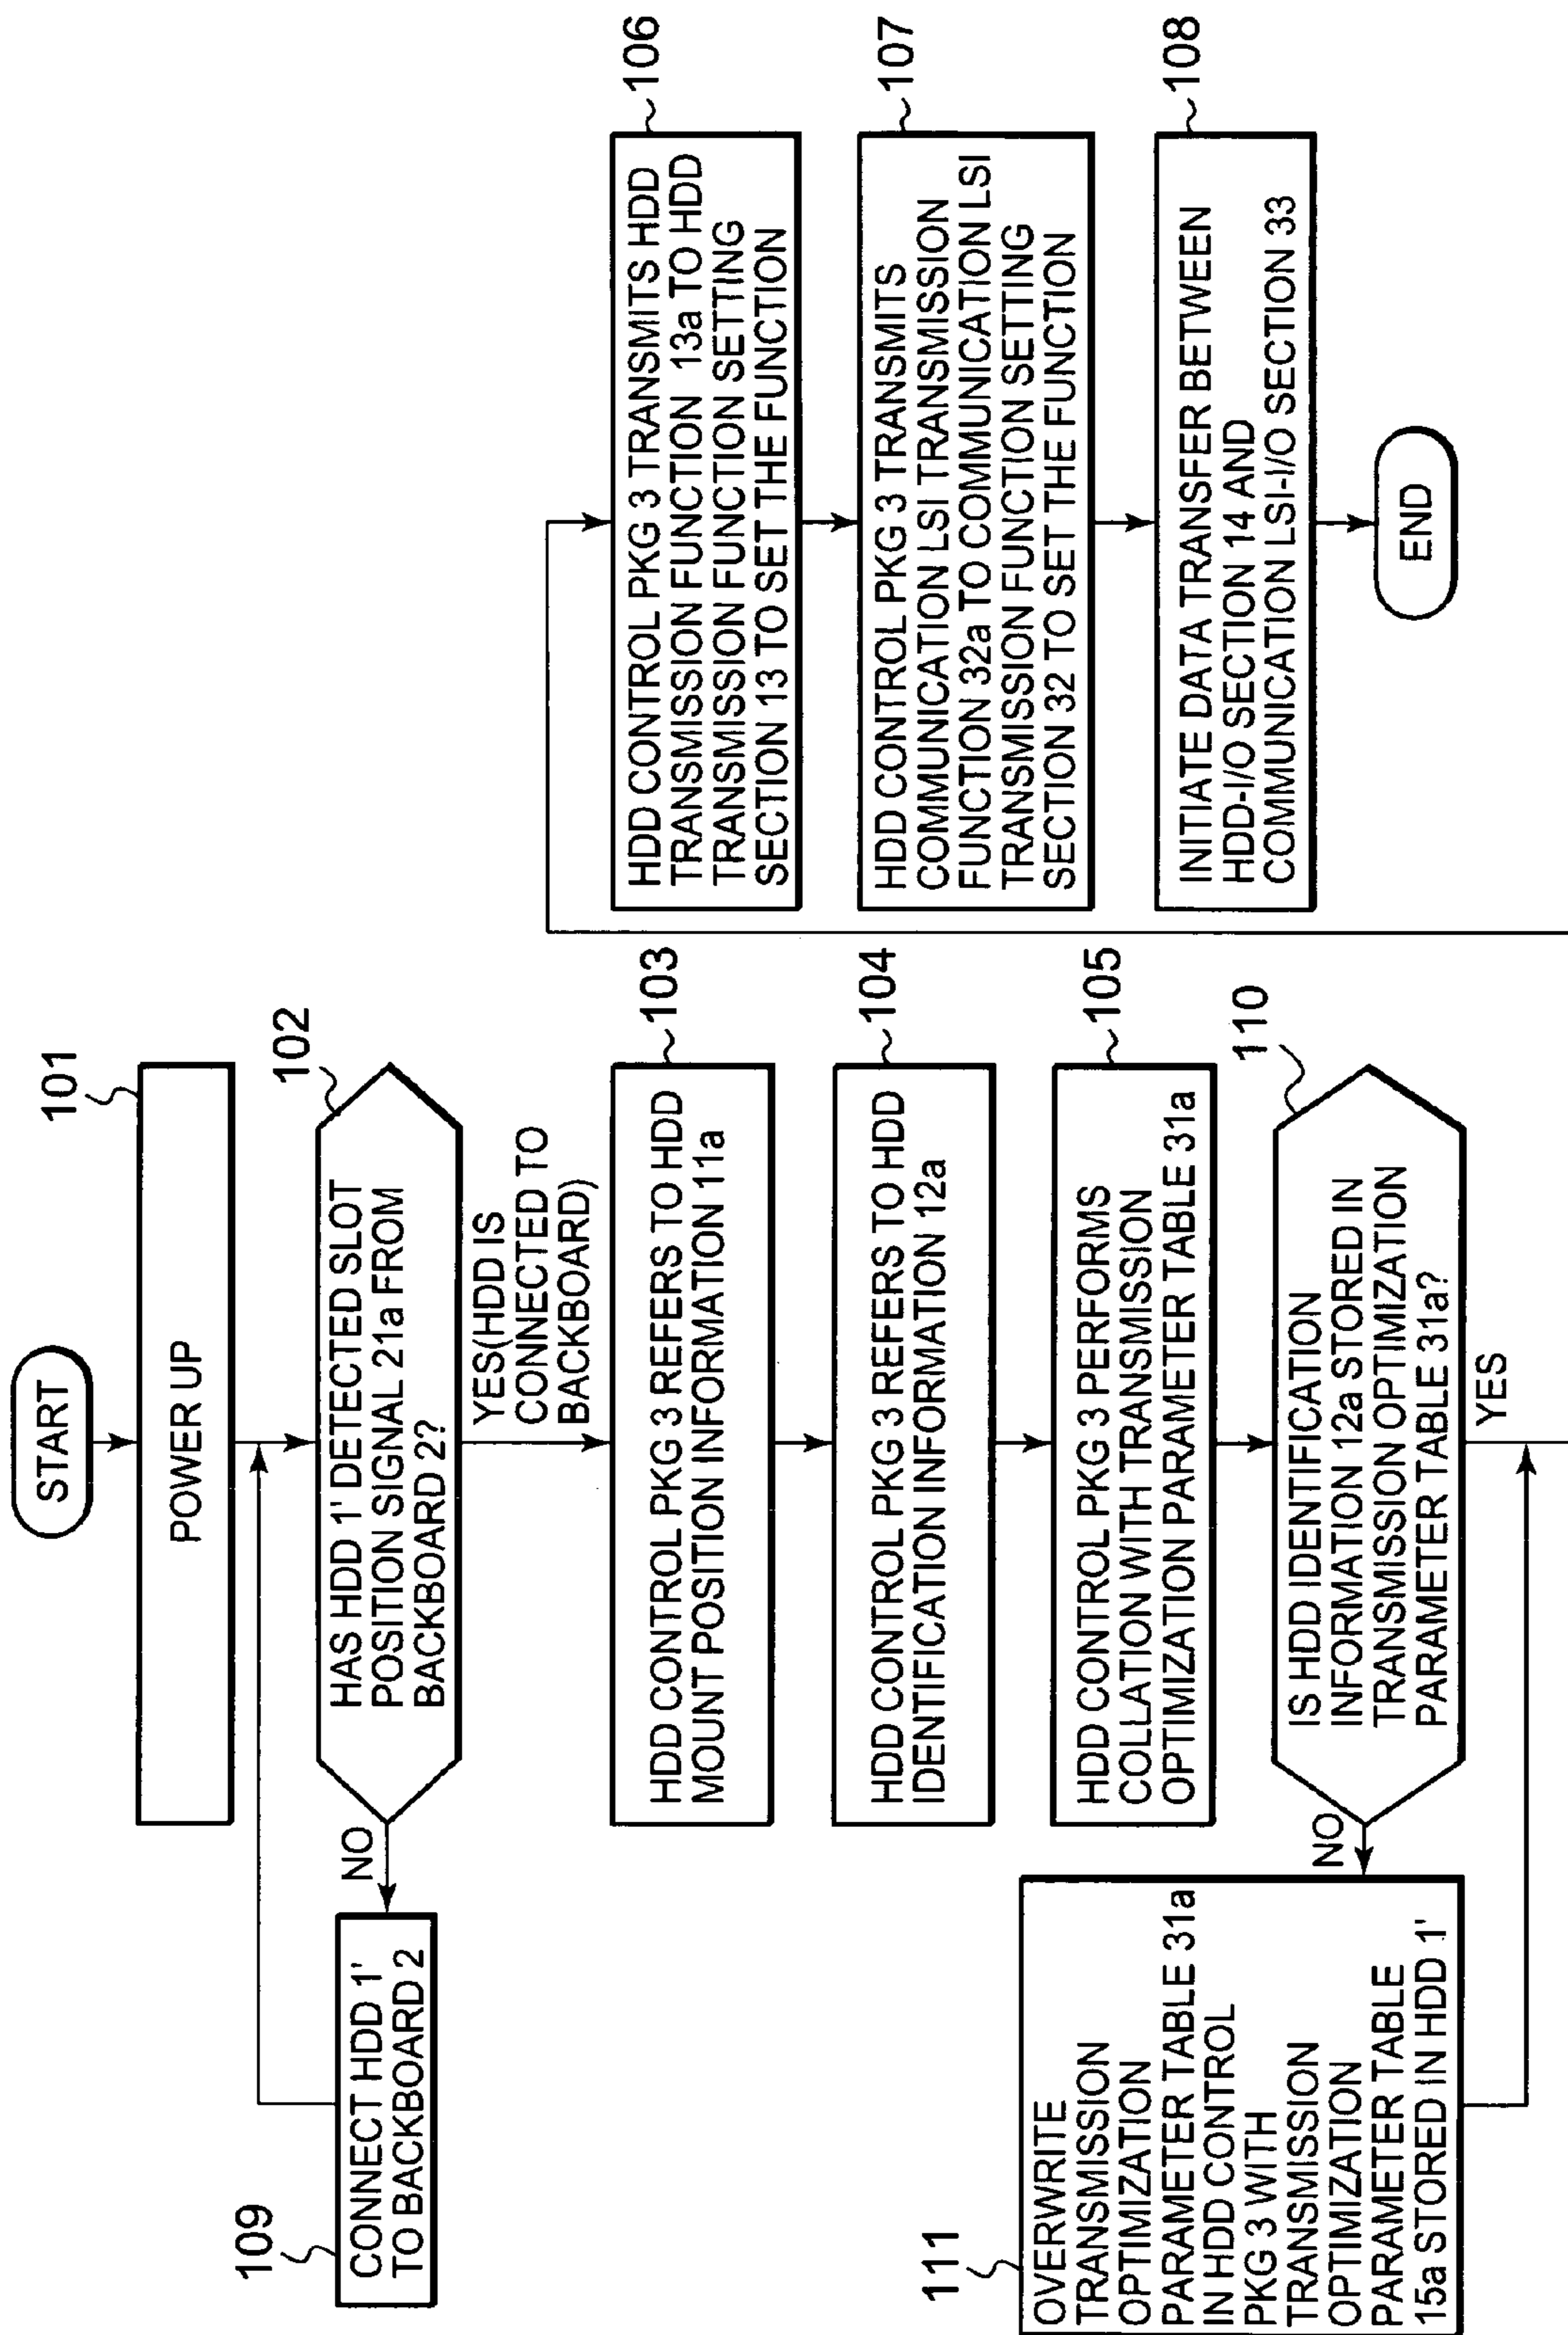 START
101
POWER UP
102
HAS HDD 1' DETECTED SLOT
POSITION SIGNAL 21a FROM
BACKBOARD 2?
NO
109
CONNECT HDD 1'
TO BACKBOARD 2
YES(HDD IS
CONNECTED TO
BACKBOARD)
103
HDD CONTROL PKG 3 REFERS TO HDD
MOUNT POSITION INFORMATION 11a
104
HDD CONTROL PKG 3 REFERS TO HDD
IDENTIFICATION INFORMATION 12a
105
HDD CONTROL PKG 3 PERFORMS
COLLATION WITH TRANSMISSION
OPTIMIZATION PARAMETER TABLE 31a
110
IS HDD IDENTIFICATION
INFORMATION 12a STORED IN
TRANSMISSION OPTIMIZATION
PARAMETER TABLE 31a?
NO
YES
111
OVERWRITE
TRANSMISSION
OPTIMIZATION
PARAMETER TABLE 31a
IN HDD CONTROL
PKG 3 WITH
TRANSMISSION
OPTIMIZATION
PARAMETER TABLE
15a STORED IN HDD 1'
106
HDD CONTROL PKG 3 TRANSMITS HDD
TRANSMISSION FUNCTION 13a TO HDD
TRANSMISSION FUNCTION SETTING
SECTION 13 TO SET THE FUNCTION
107
HDD CONTROL PKG 3 TRANSMITS
COMMUNICATION LSI TRANSMISSION
FUNCTION 32a TO COMMUNICATION LSI
TRANSMISSION FUNCTION SETTING
SECTION 32 TO SET THE FUNCTION
108
INITIATE DATA TRANSFER BETWEEN
HDD-I/O SECTION 14 AND
COMMUNICATION LSI-I/O SECTION 33
END